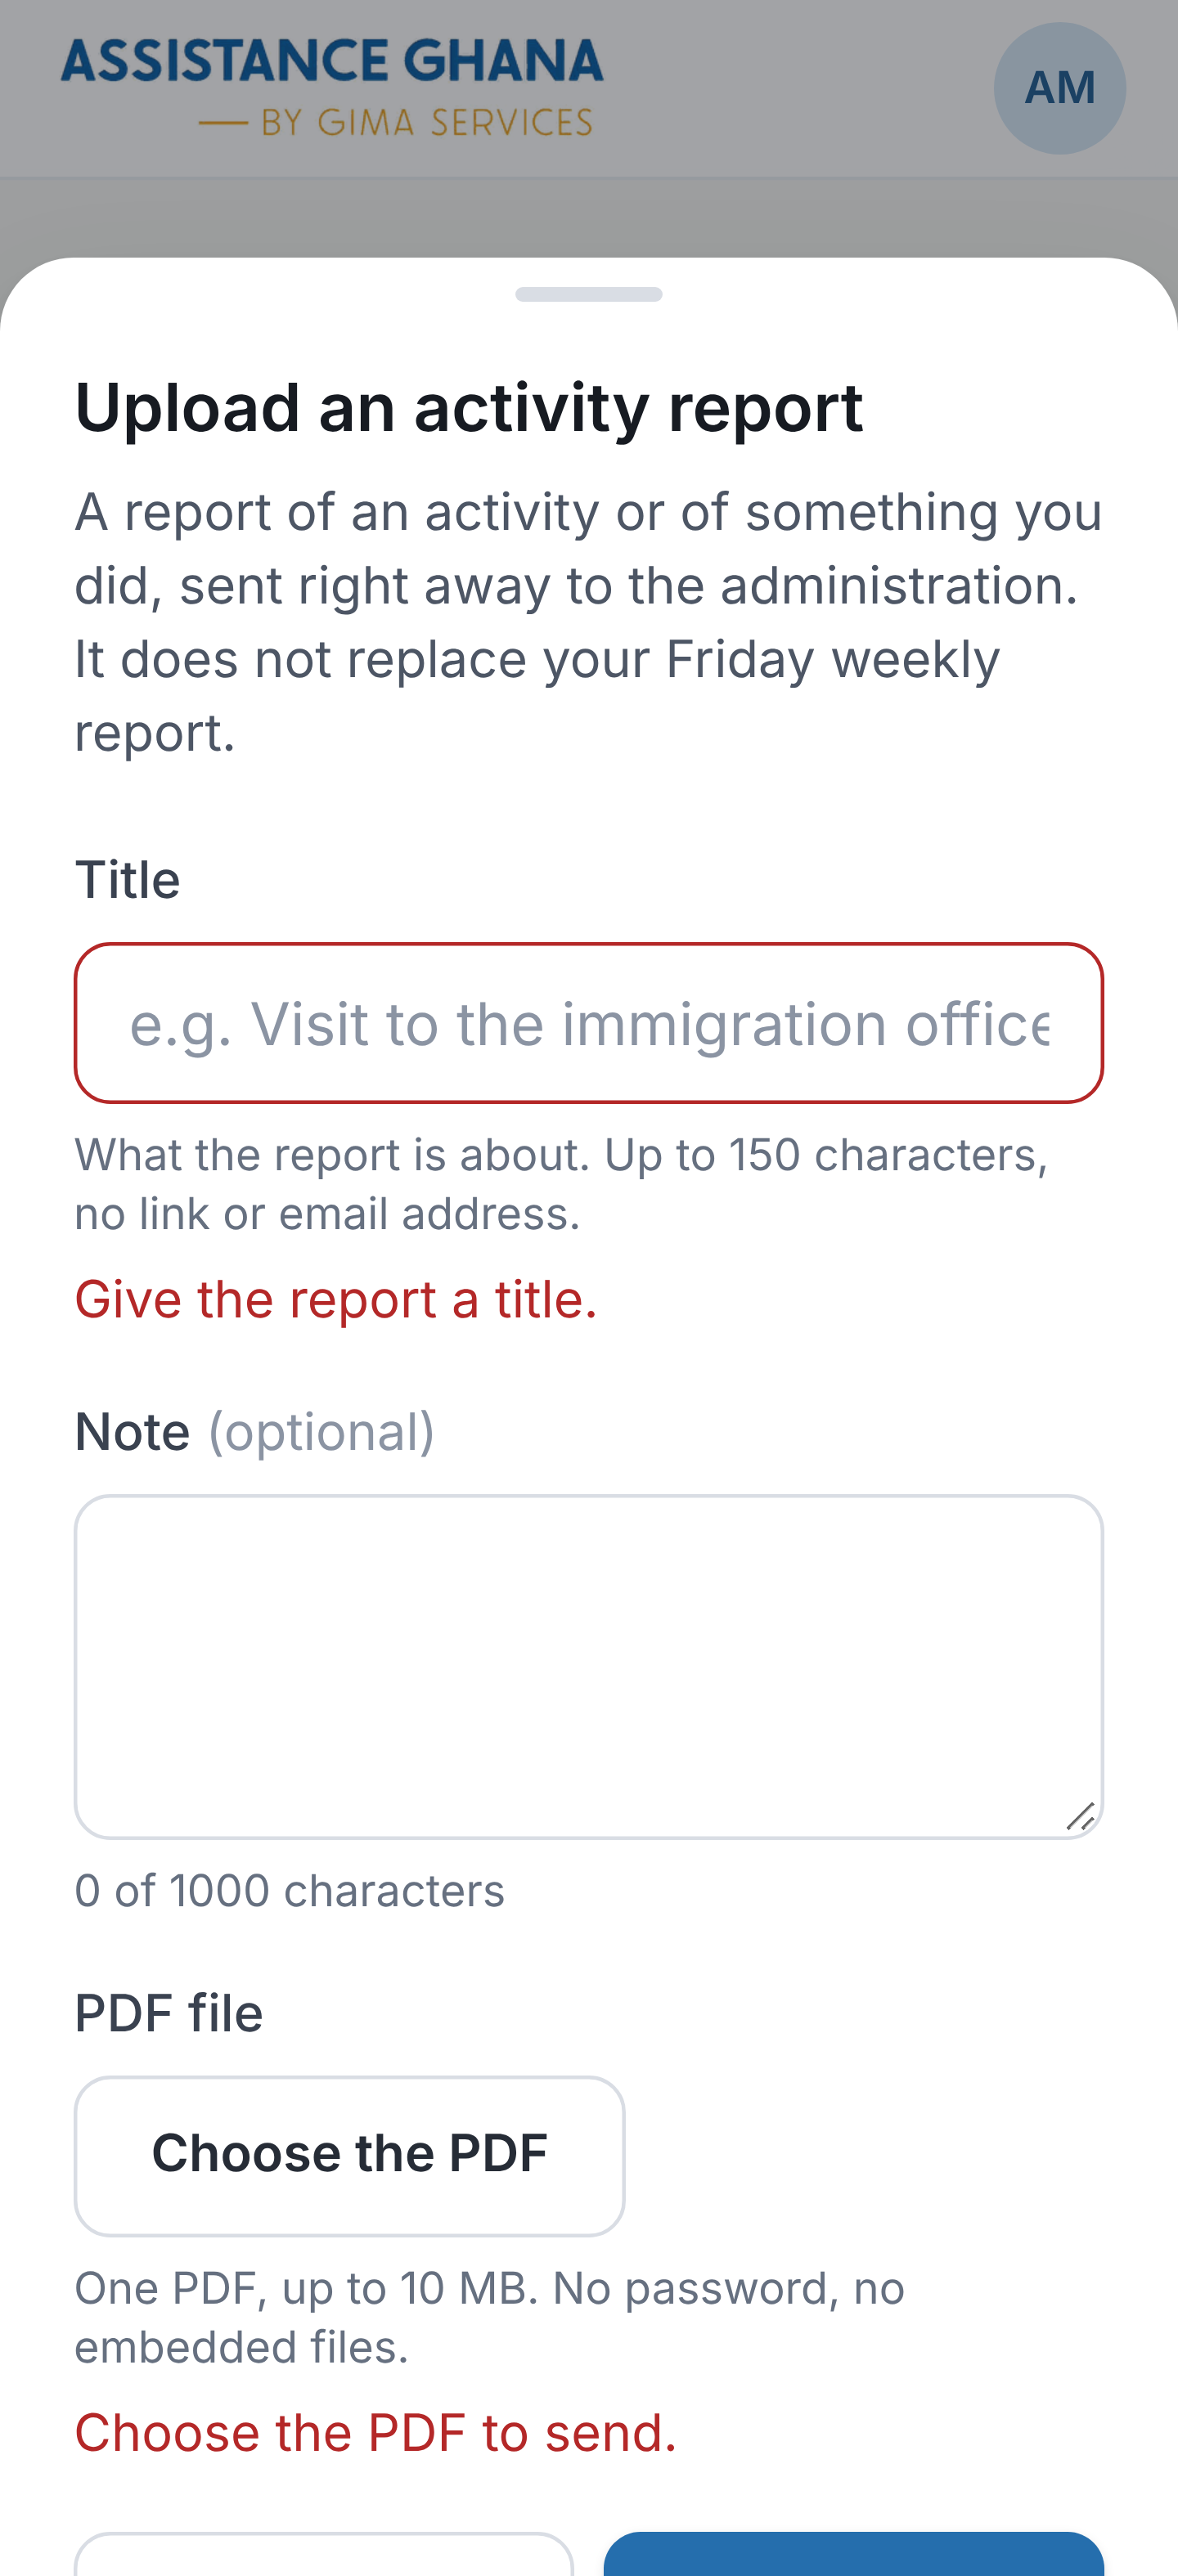 ASSISTANCE GHANA
BY GIMA SERVICES
AM
Upload an activity report
A report of an activity or of something you
did, sent right away to the administration.
It does not replace your Friday weekly
report.
Title
e.g. Visit to the immigration office
What the report is about. Up to 150 characters,
no link or email address.
Give the report a title.
Note (optional)
0 of 1000 characters
PDF file
Choose the PDF
One PDF, up to 10 MB. No password, no
embedded files.
Choose the PDF to send.